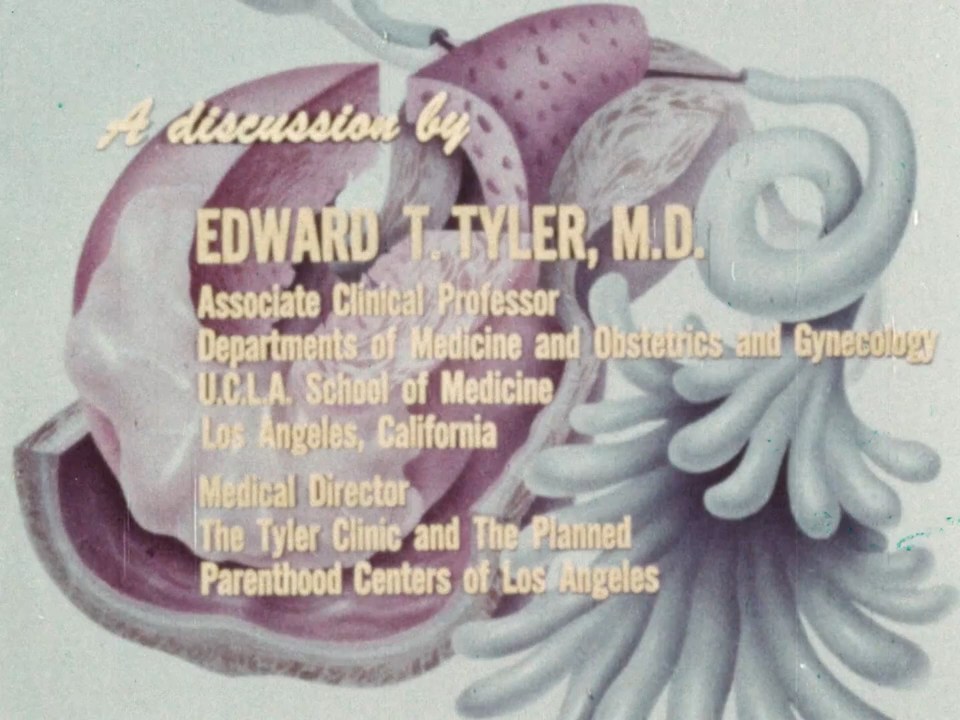 A discussion by
EDWARD T. TYLER, M.D.
Associate Clinical Professor
Departments of Medicine and Obstetrics and Gynecology
U.C.L.A. School of Medicine
Los Angeles, California
Medical Director
The Tyler Clinic and The Planned
Parenthood Centers of Los Angeles